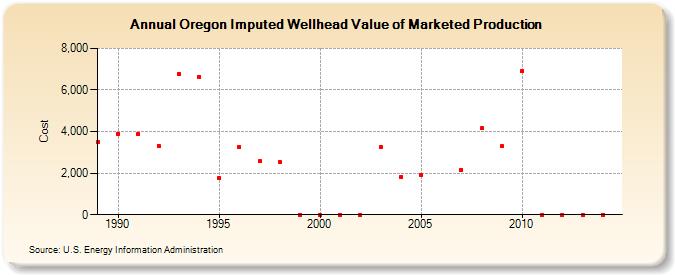 Annual Oregon Imputed Wellhead Value of Marketed Production
Cost
8,000
6,000
4,000
2,000
0
1990 1995 2000 2005 2010
Source: U.S. Energy Information Administration